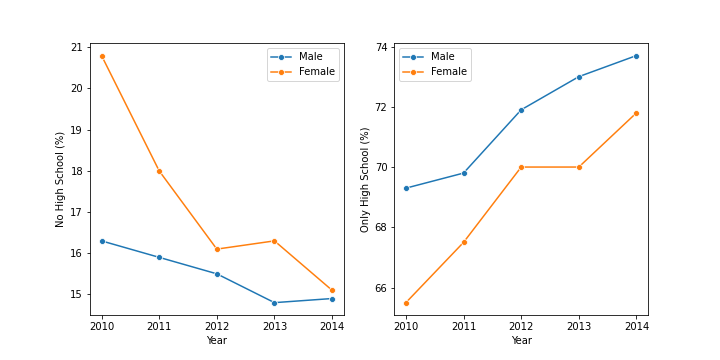 No High School (%)
21
20
19
18
17
16
15
Male
Female
2010 2011 2012 2013 2014
Year
Only High School (%)
74
72
70
68
66
Male
Female
2010 2011 2012 2013 2014
Year